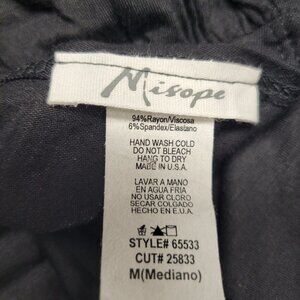 Misope
94%Rayon/Viscosa
6%Spandex/Elastano
HAND WASH COLD
DO NOT BLEACH
HANG TO DRY
MADE IN U.S.A.
LAVAR A MANO
EN AGUA FRIA
NO USAR CLORO
SECAR COLGADO
HECHO EN E.U.A.
STYLE# 65533
CUT# 25833
M(Mediano)